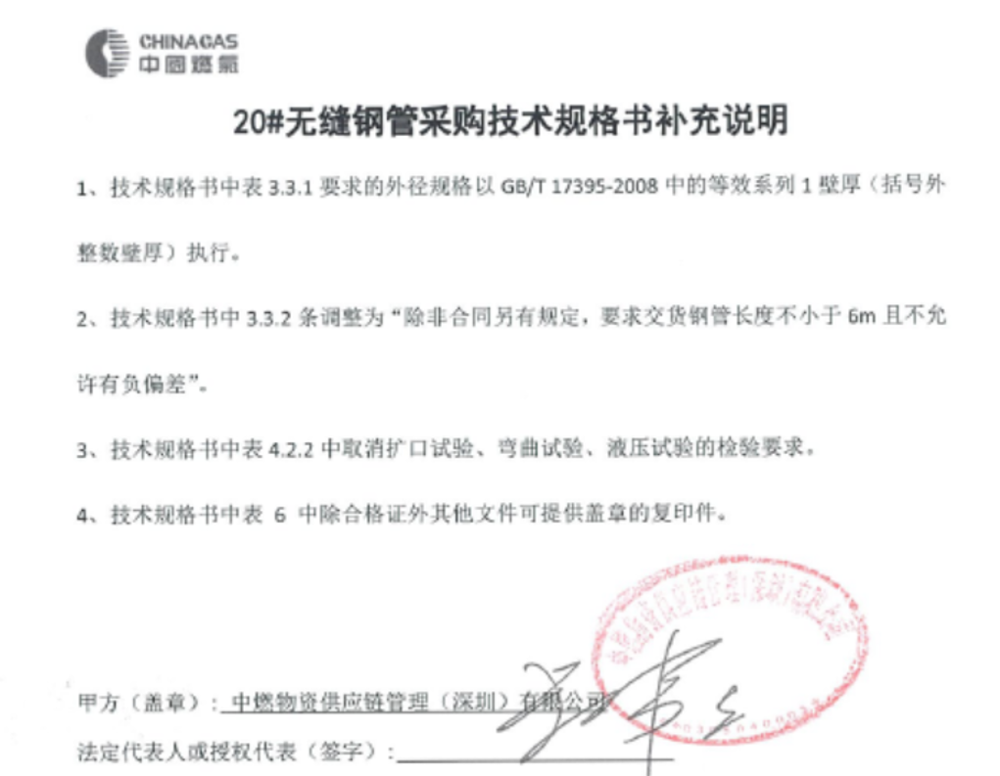 CHINAGAS
中國燃氣
20#无缝钢管采购技术规格书补充说明
1、技术规格书中表 3.3.1 要求的外径规格以 GB/T 17395-2008 中的等效系列 1 壁厚（括号外
整数壁厚）执行。
2、技术规格书中 3.3.2 条调整为“除非合同另有规定，要求交货钢管长度不小于 6m 且不允
许有负偏差”。
3、技术规格书中表 4.2.2 中取消扩口试验、弯曲试验、液压试验的检验要求。
4、技术规格书中表 6 中除合格证外其他文件可提供盖章的复印件。
甲方（盖章）：中燃物资供应链管理（深圳）有限公司
法定代表人或授权代表（签字）：